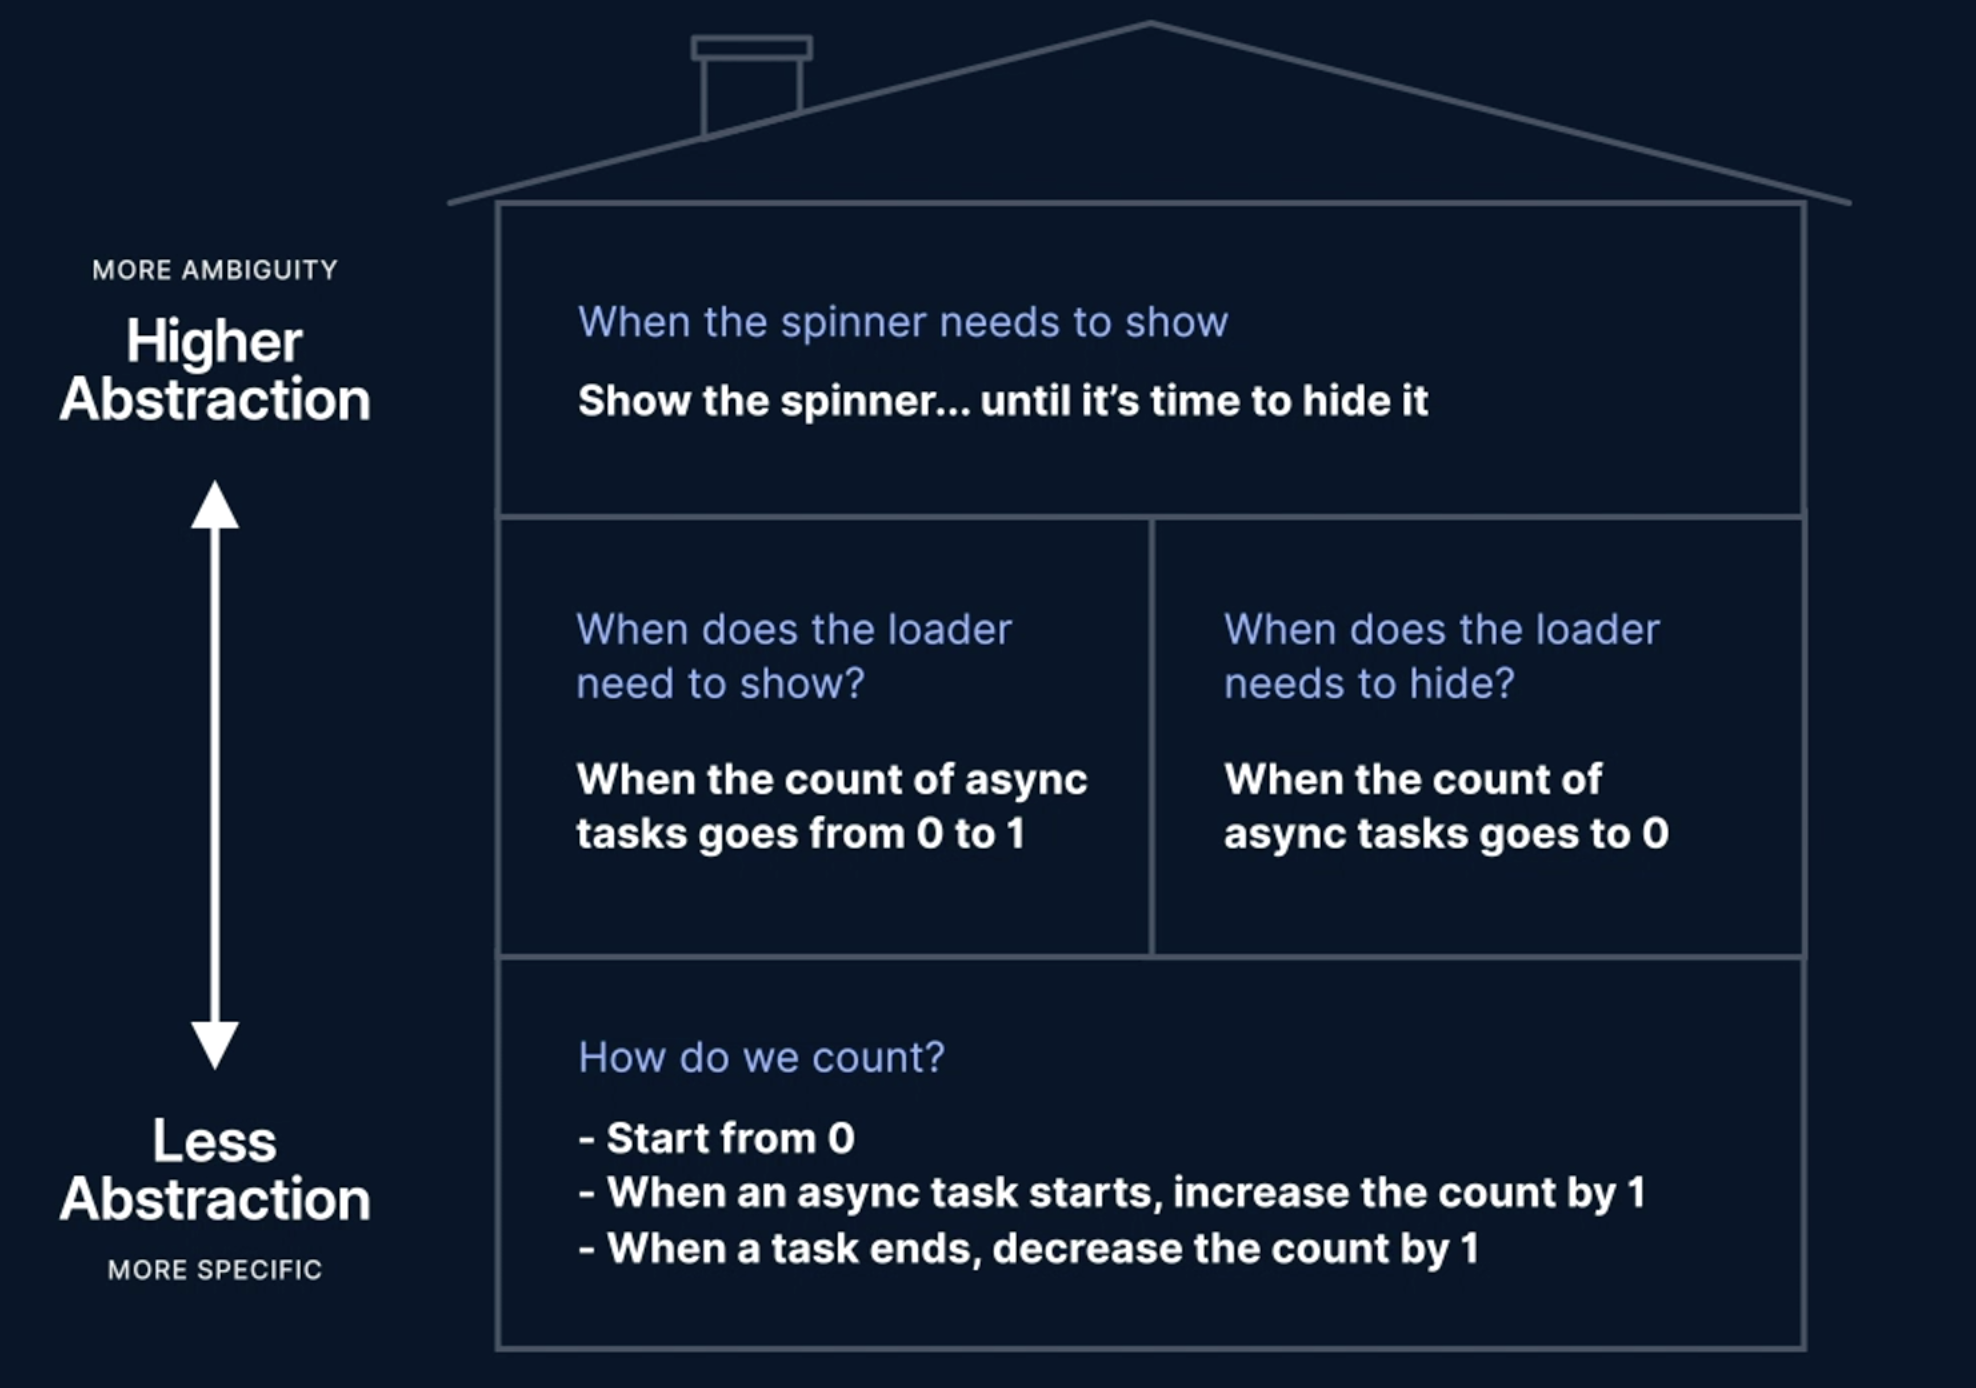 MORE AMBIGUITY
Higher
Abstraction
Less
Abstraction
MORE SPECIFIC
When the spinner needs to show
Show the spinner... until it’s time to hide it
When does the loader
need to show?
When the count of async
tasks goes from 0 to 1
When does the loader
needs to hide?
When the count of
async tasks goes to 0
How do we count?
- Start from 0
- When an async task starts, increase the count by 1
- When a task ends, decrease the count by 1